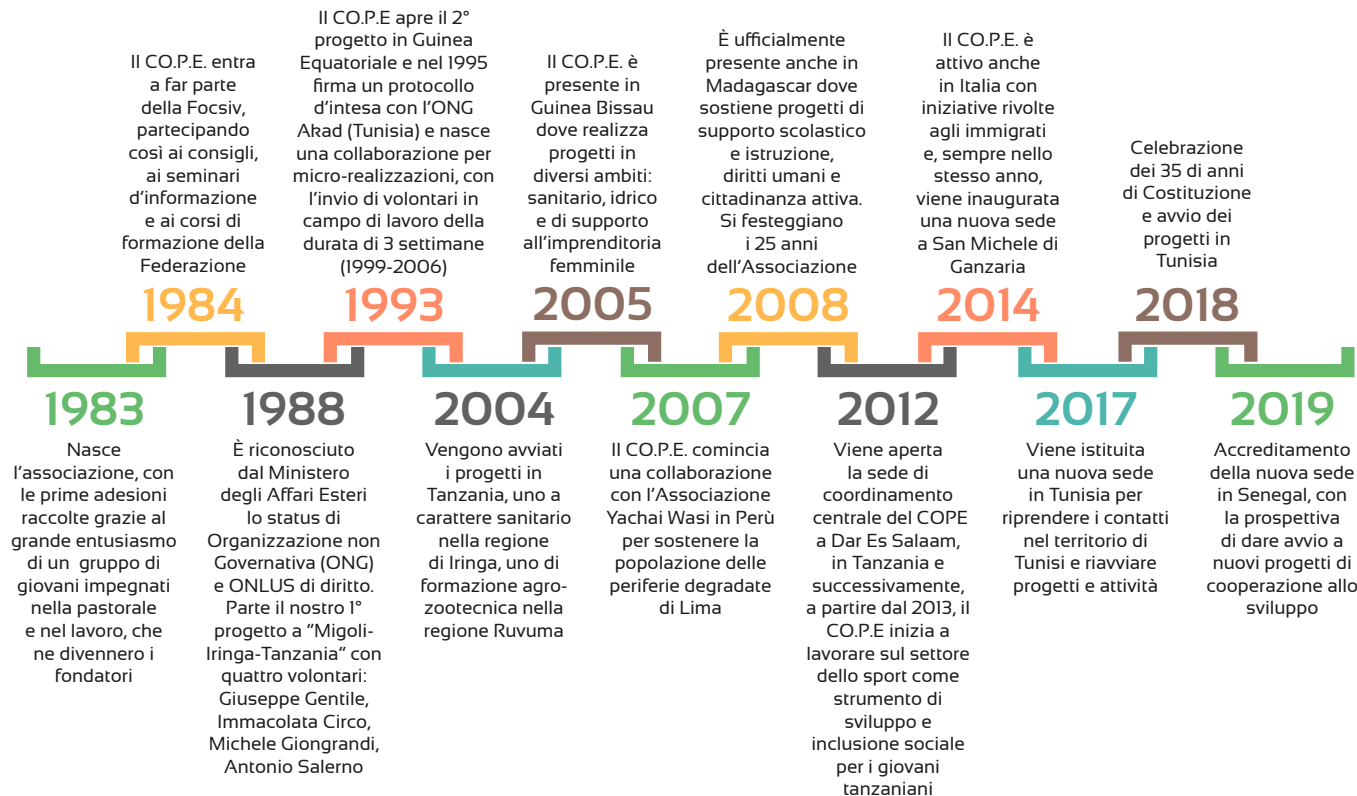 Il CO.P.E. entra
a far parte
della Focsiv,
partecipando
così ai consigli,
ai seminari
d'informazione
e ai corsi di
formazione della
Federazione
1984
Il CO.P.E apre il 2°
progetto in Guinea
Equatoriale e nel 1995
firma un protocollo
d'intesa con l'ONG
Akad (Tunisia) e nasce
una collaborazione per
micro-realizzazioni, con
l'invio di volontari in
campo di lavoro della
durata di 3 settimane
(1999-2006)
1993
Il CO.P.E. è
presente in
Guinea Bissau
dove realizza
progetti in
diversi ambiti:
sanitario, idrico
e di supporto
all'imprenditoria
femminile
2005
È ufficialmente
presente anche in
Madagascar dove
sostiene progetti di
supporto scolastico
e istruzione,
diritti umani e
cittadinanza attiva.
Si festeggiano
i 25 anni
dell'Associazione
2008
Il CO.P.E. è
attivo anche
in Italia con
iniziative rivolte
agli immigrati
e, sempre nello
stesso anno,
viene inaugurata
una nuova sede
a San Michele di
Ganzaria
2014
Celebrazione
dei 35 di anni
di Costituzione
e avvio dei
progetti in
Tunisia
2018
1983
Nasce
l'associazione, con
le prime adesioni
raccolte grazie al
grande entusiasmo
di un gruppo di
giovani impegnati
nella pastorale
e nel lavoro, che
ne divennero i
fondatori
1988
È riconosciuto
dal Ministero
degli Affari Esteri
lo status di
Organizzazione non
Governativa (ONG)
e ONLUS di diritto.
Parte il nostro 1°
progetto a "Migoli-
Iringa-Tanzania" con
quattro volontari:
Giuseppe Gentile,
Immacolata Circo,
Michele Giongrandi,
Antonio Salerno
2004
Vengono avviati
i progetti in
Tanzania, uno a
carattere sanitario
nella regione
di Iringa, uno di
formazione agro-
zootecnica nella
regione Ruvuma
2007
Il CO.P.E. comincia
una collaborazione
con l'Associazione
Yachai Wasi in Perù
per sostenere la
popolazione delle
periferie degradate
di Lima
2012
Viene aperta
la sede di
coordinamento
centrale del COPE
a Dar Es Salaam,
in Tanzania e
successivamente,
a partire dal 2013, il
CO.P.E inizia a
lavorare sul settore
dello sport come
strumento di
sviluppo e
inclusione sociale
per i giovani
tanzaniani
2017
Viene istituita
una nuova sede
in Tunisia per
riprendere i contatti
nel territorio di
Tunisi e riavviare
progetti e attività
2019
Accreditamento
della nuova sede
in Senegal, con
la prospettiva
di dare avvio a
nuovi progetti di
cooperazione allo
sviluppo